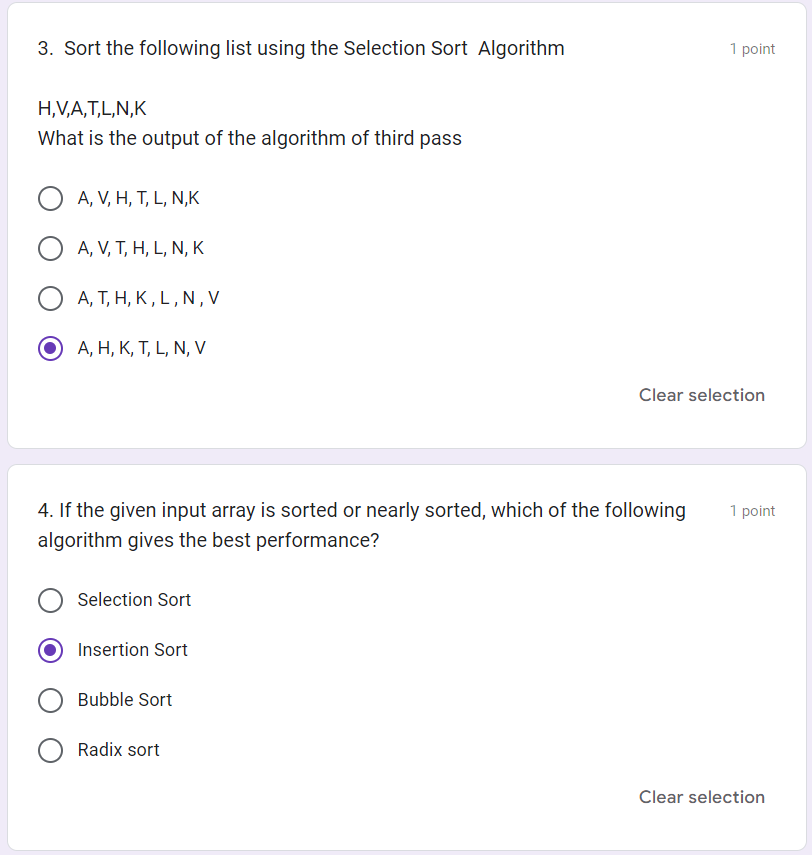 3.  Sort the following list using the Selection Sort  Algorithm
1 point
H,V,A,T,L,N,K
What is the output of the algorithm of third pass
A, V, H, T, L, N,K
A, V, T, H, L, N, K
A, T, H, K , L , N , V
A, H, K, T, L, N, V
Clear selection
4. If the given input array is sorted or nearly sorted, which of the following
1 point
algorithm gives the best performance?
Selection Sort
Insertion Sort
Bubble Sort
Radix sort
Clear selection